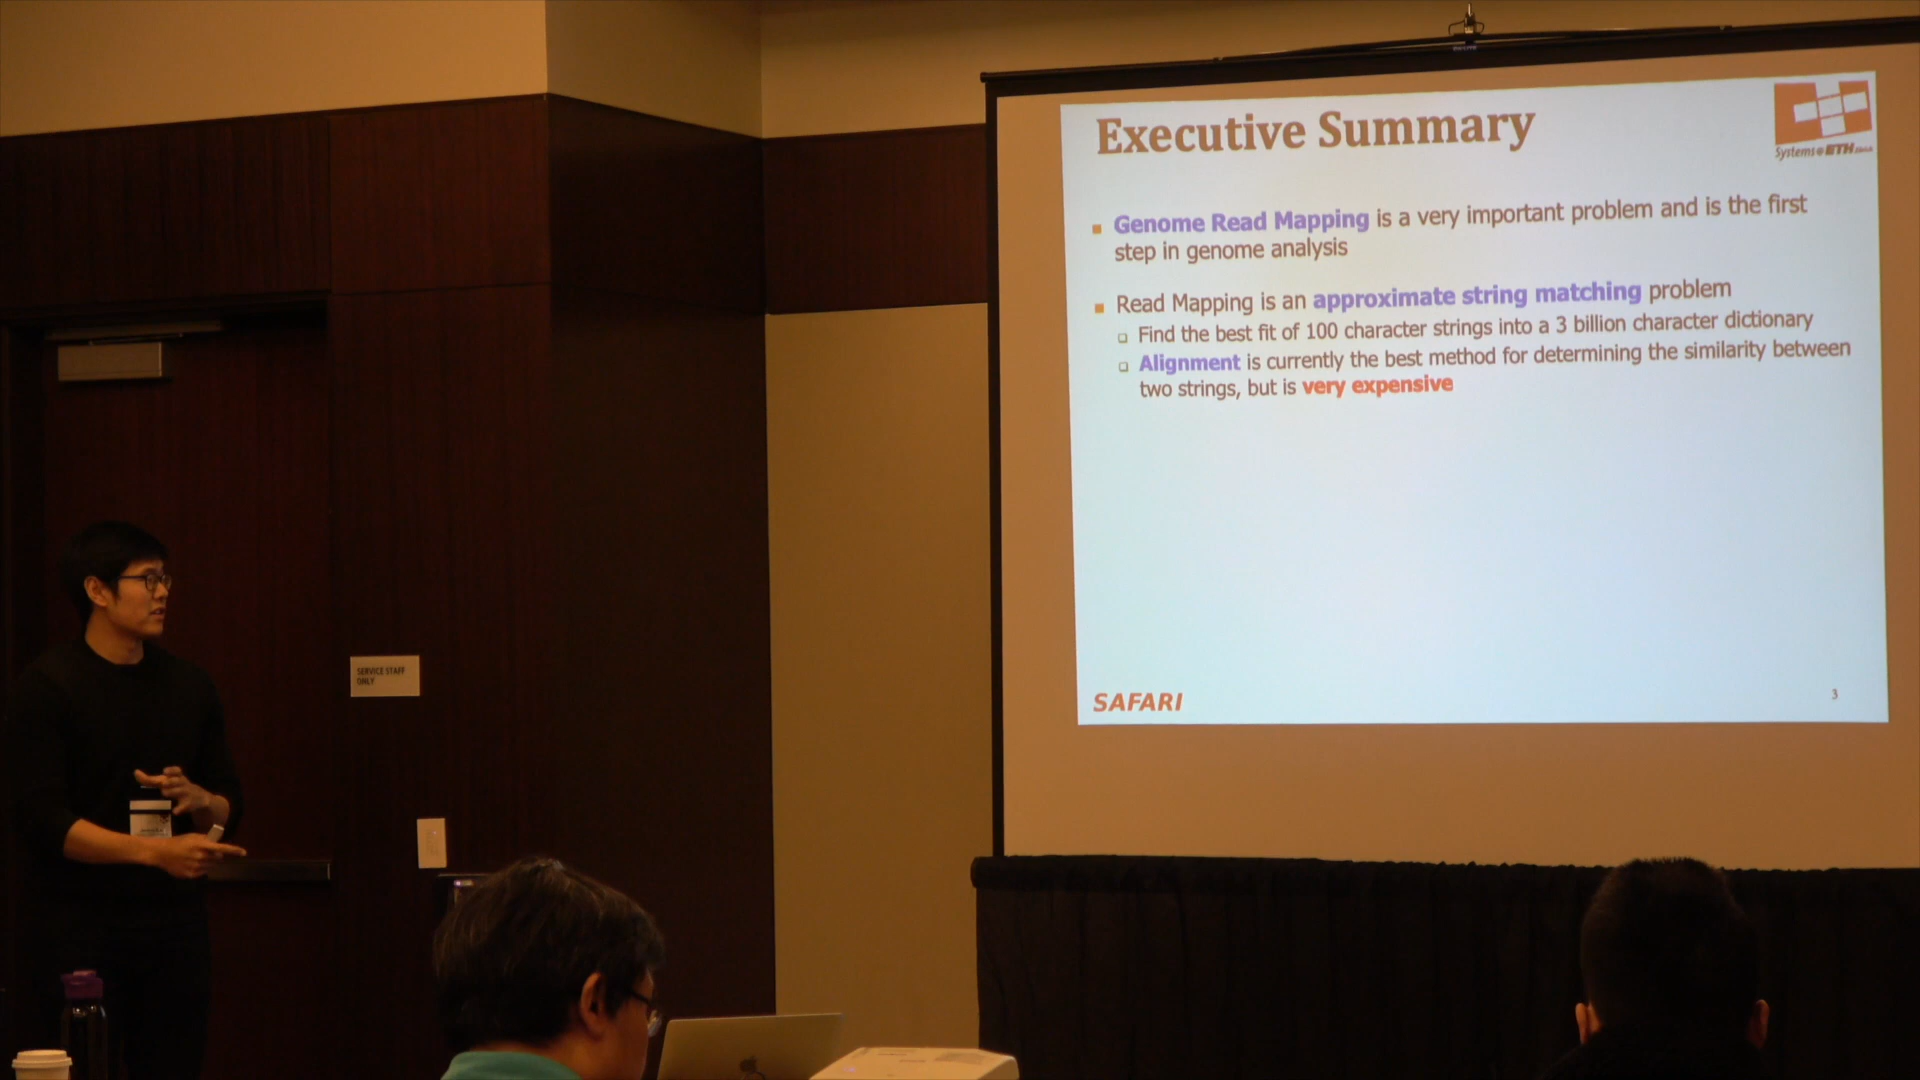 Executive Summary
Systems@ETH
Genome Read Mapping is a very important problem and is the first
step in genome analysis
Read Mapping is an approximate string matching problem
Find the best fit of 100 character strings into a 3 billion character dictionary
Alignment is currently the best method for determining the similarity between
two strings, but is very expensive
SAFARI
3
SERVICE STAFF
ONLY